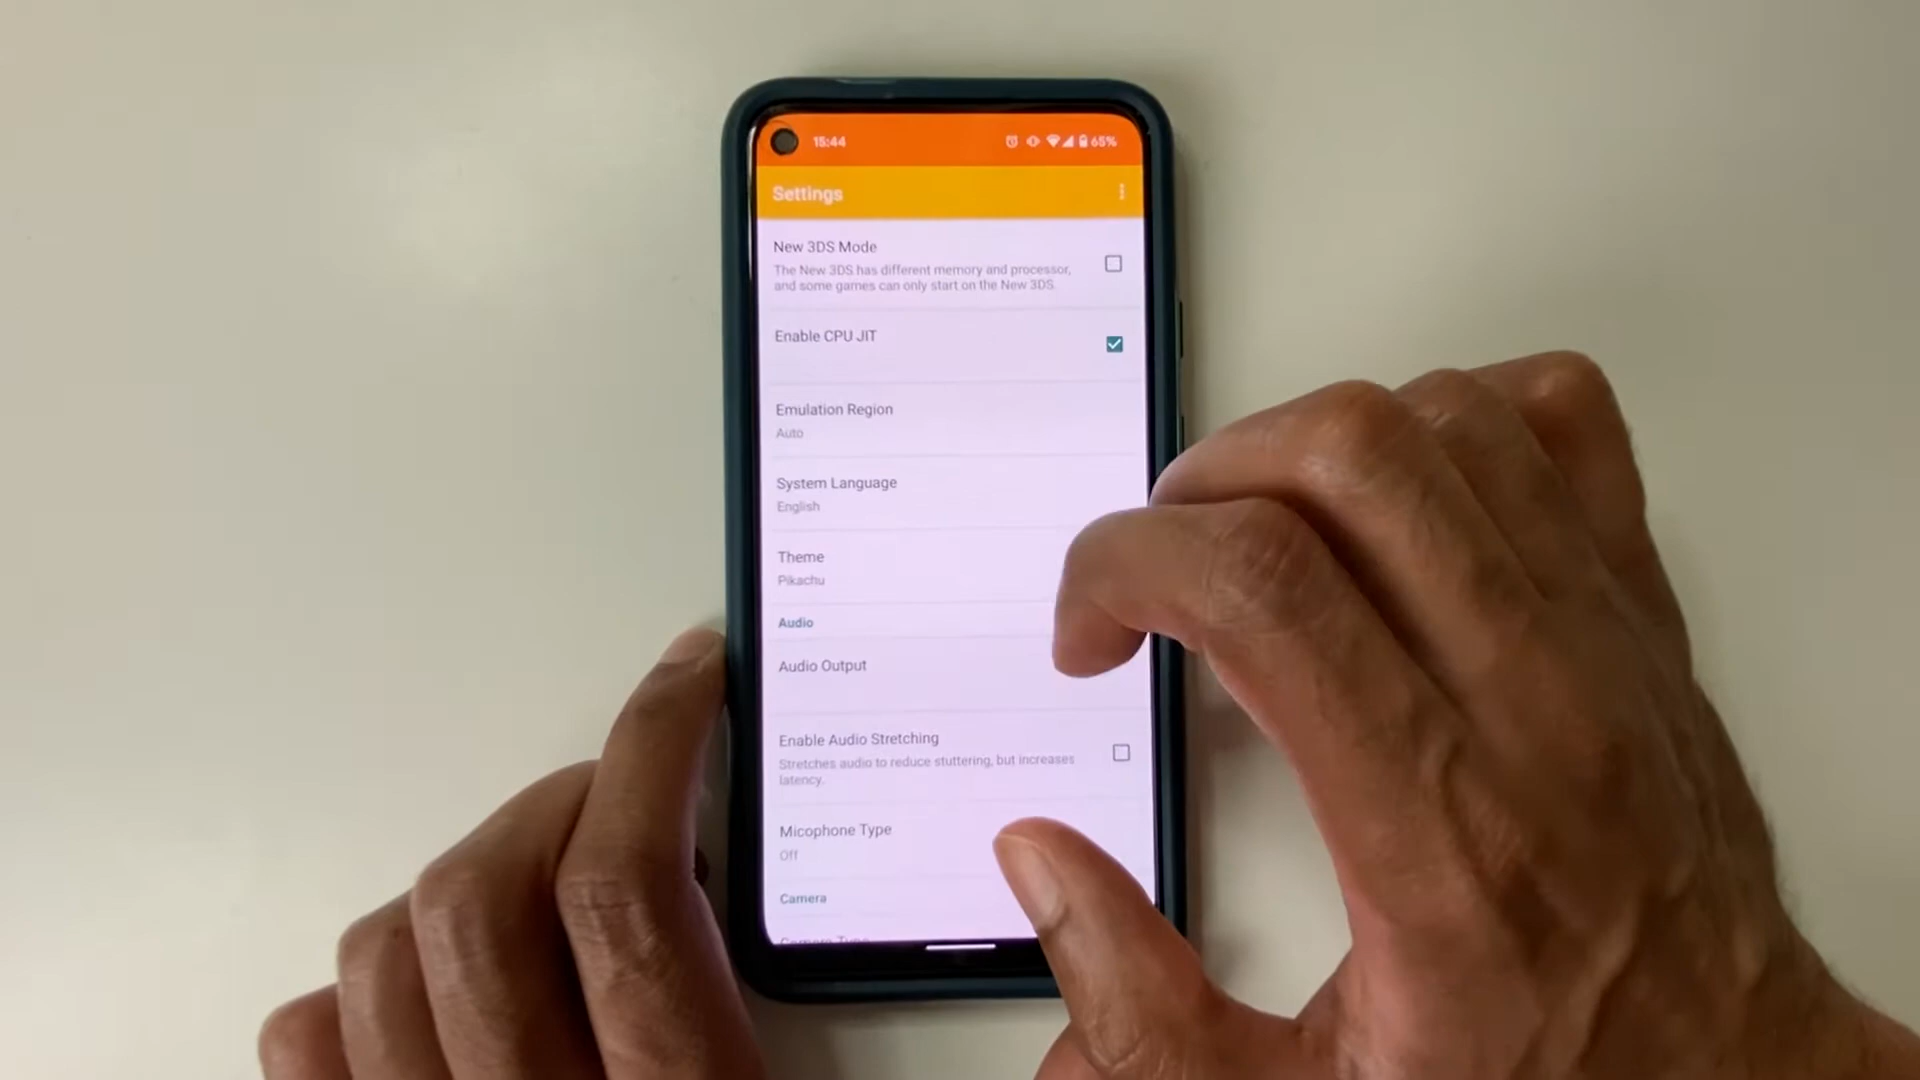 15:44
65%
Settings
New 3DS Mode
The New 3DS has different memory and processor,
and some games can only start on the New 3DS.
Enable CPU JIT
Emulation Region
Auto
System Language
English
Theme
Pikachu
Audio
Audio Output
Enable Audio Stretching
Stretches audio to reduce stuttering, but increases
latency.
Micophone Type
Off
Camera
Camera Type